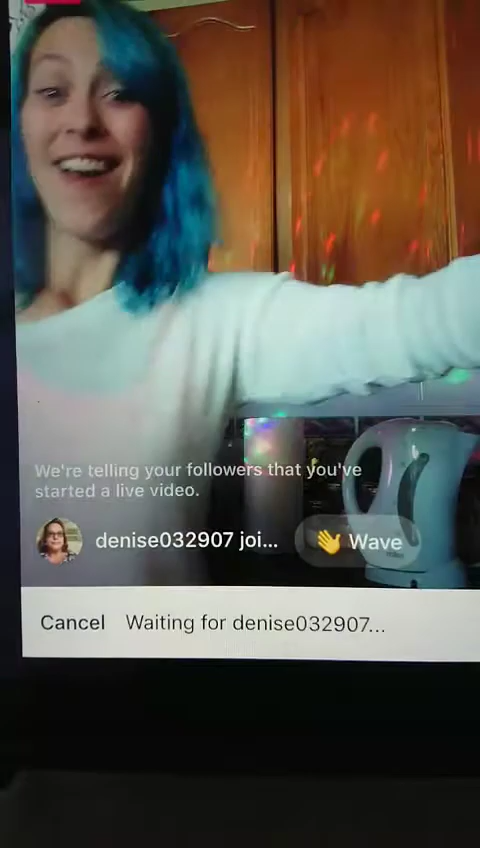 We're telling your followers that you've
started a live video.
denise032907 joi... 👋 Wave
Cancel Waiting for denise032907...